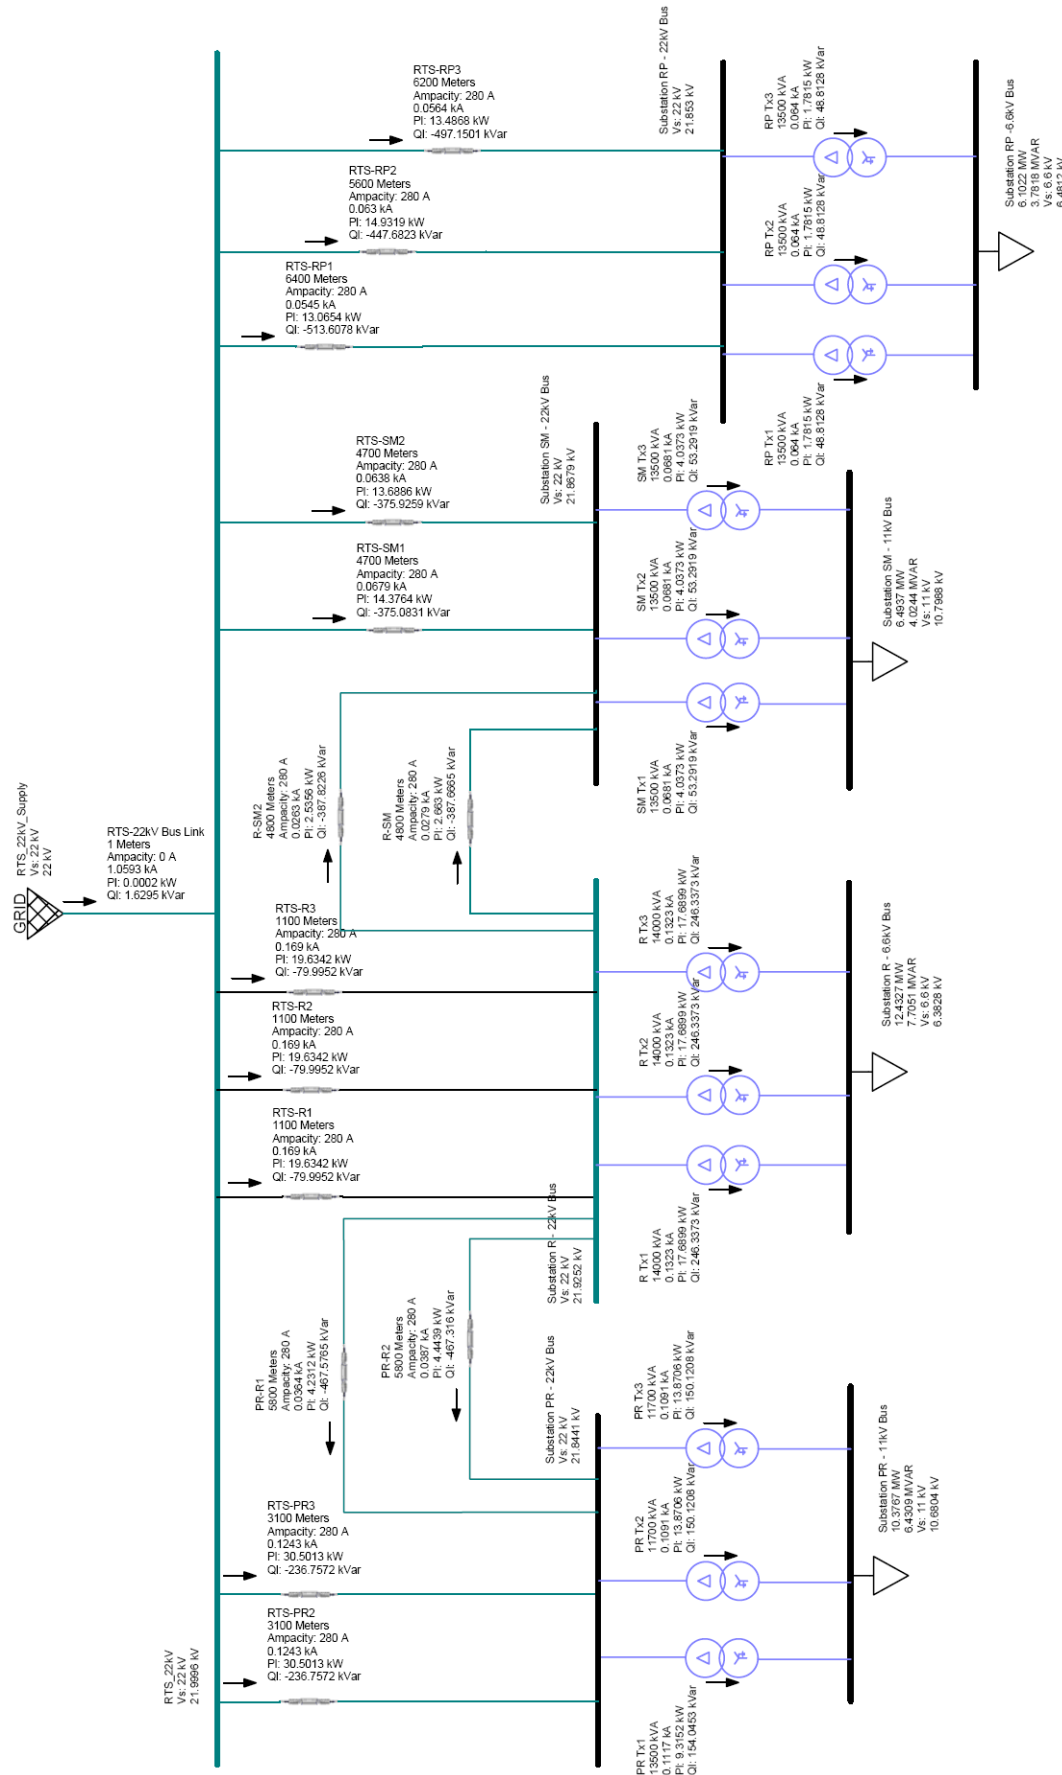 GRID
RTS_22kV_Supply
Vs: 22 kV
22 kV
RTS-22kV Bus Link
1 Meters
Ampacity: 0 A
1.0593 kA
Pl: 0.0002 kW
Ql: 1.6295 kVar
RTS_22kV
Vs: 22 kV
21.9996 kV
RTS-RP3
6200 Meters
Ampacity: 280 A
0.0564 kA
Pl: 13.4868 kW
Ql: -497.1501 kVar
RTS-RP2
5600 Meters
Ampacity: 280 A
0.063 kA
Pl: 14.9319 kW
Ql: -447.6823 kVar
RTS-RP1
6400 Meters
Ampacity: 280 A
0.0545 kA
Pl: 13.0654 kW
Ql: -513.6078 kVar
RTS-SM2
4700 Meters
Ampacity: 280 A
0.0638 kA
Pl: 13.6886 kW
Ql: -375.9259 kVar
RTS-SM1
4700 Meters
Ampacity: 280 A
0.0679 kA
Pl: 14.3764 kW
Ql: -375.0831 kVar
R-SM2
4800 Meters
Ampacity: 280 A
0.0263 kA
Pl: 2.5356 kW
Ql: -387.8226 kVar
R-SM
4800 Meters
Ampacity: 280 A
0.0279 kA
Pl: 2.663 kW
Ql: -387.6665 kVar
RTS-R3
1100 Meters
Ampacity: 280 A
0.169 kA
Pl: 19.6342 kW
Ql: -79.9952 kVar
RTS-R2
1100 Meters
Ampacity: 280 A
0.169 kA
Pl: 19.6342 kW
Ql: -79.9952 kVar
RTS-R1
1100 Meters
Ampacity: 280 A
0.169 kA
Pl: 19.6342 kW
Ql: -79.9952 kVar
PR-R1
5800 Meters
Ampacity: 280 A
0.0364 kA
Pl: 4.2312 kW
Ql: -467.5765 kVar
PR-R2
5800 Meters
Ampacity: 280 A
0.0387 kA
Pl: 4.4439 kW
Ql: -467.316 kVar
RTS-PR3
3100 Meters
Ampacity: 280 A
0.1243 kA
Pl: 30.5013 kW
Ql: -236.7572 kVar
RTS-PR2
3100 Meters
Ampacity: 280 A
0.1243 kA
Pl: 30.5013 kW
Ql: -236.7572 kVar
Substation RP - 22kV Bus
Vs: 22 kV
21.853 kV
Substation SM - 22kV Bus
Vs: 22 kV
21.8679 kV
Substation R - 22kV Bus
Vs: 22 kV
21.9252 kV
Substation PR - 22kV Bus
Vs: 22 kV
21.8441 kV
RP Tx3
13500 kVA
0.064 kA
Pl: 1.7815 kW
Ql: 48.8128 kVar
RP Tx2
13500 kVA
0.064 kA
Pl: 1.7815 kW
Ql: 48.8128 kVar
RP Tx1
13500 kVA
0.064 kA
Pl: 1.7815 kW
Ql: 48.8128 kVar
SM Tx3
13500 kVA
0.0681 kA
Pl: 4.0373 kW
Ql: 53.2919 kVar
SM Tx2
13500 kVA
0.0681 kA
Pl: 4.0373 kW
Ql: 53.2919 kVar
SM Tx1
13500 kVA
0.0681 kA
Pl: 4.0373 kW
Ql: 53.2919 kVar
R Tx3
14000 kVA
0.1323 kA
Pl: 17.6899 kW
Ql: 246.3373 kVar
R Tx2
14000 kVA
0.1323 kA
Pl: 17.6899 kW
Ql: 246.3373 kVar
R Tx1
14000 kVA
0.1323 kA
Pl: 17.6899 kW
Ql: 246.3373 kVar
PR Tx3
11700 kVA
0.1091 kA
Pl: 13.8706 kW
Ql: 150.1208 kVar
PR Tx2
11700 kVA
0.1091 kA
Pl: 13.8706 kW
Ql: 150.1208 kVar
PR Tx1
13500 kVA
0.1117 kA
Pl: 9.3152 kW
Ql: 154.0453 kVar
Substation RP -6.6kV Bus
6.1022 MW
3.7818 MVAR
Vs: 6.6 kV
6.4812 kV
Substation SM - 11kV Bus
6.4937 MW
4.0244 MVAR
Vs: 11 kV
10.7988 kV
Substation R - 6.6kV Bus
12.4327 MW
7.7051 MVAR
Vs: 6.6 kV
6.3828 kV
Substation PR - 11kV Bus
10.3767 MW
6.4309 MVAR
Vs: 11 kV
10.6804 kV